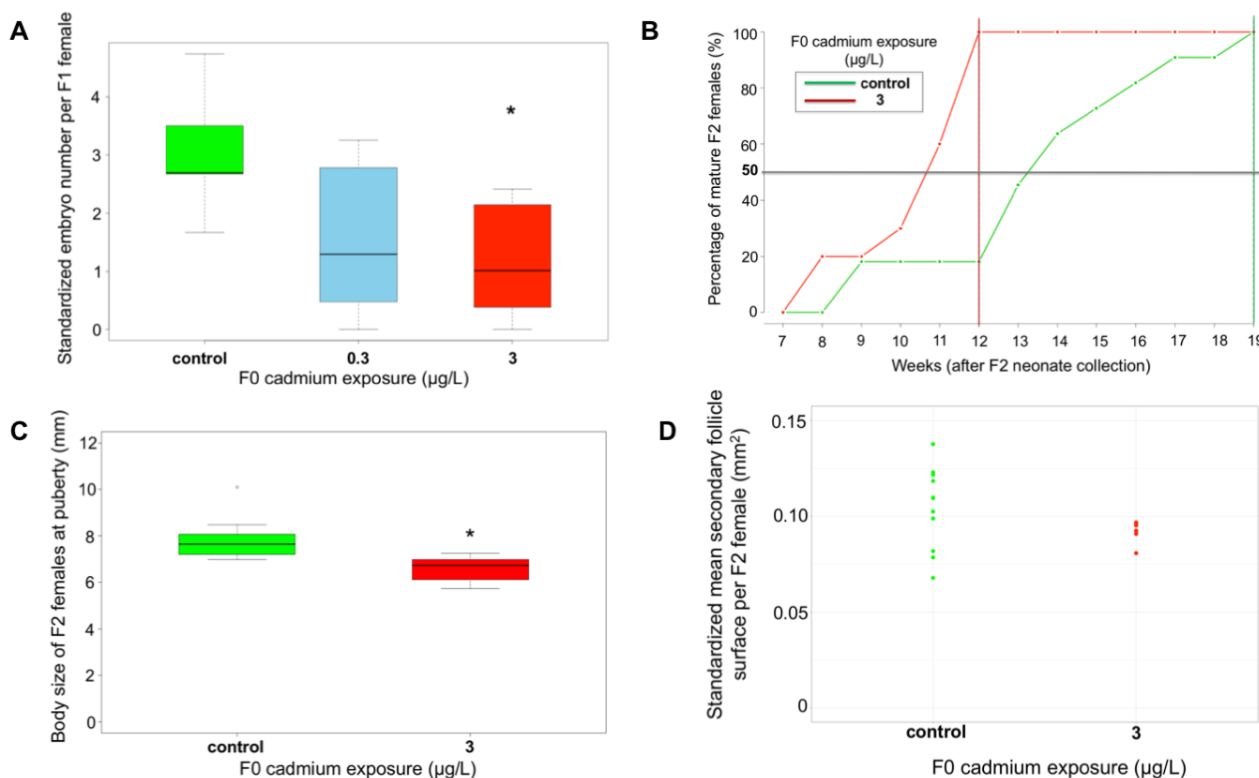 A
Standardized embryo number per F1 female
4
3
2
1
0
*
control 0.3 3
F0 cadmium exposure (µg/L)
B
Percentage of mature F2 females (%)
100
80
60
50
40
20
0
F0 cadmium exposure
(µg/L)
control
3
7 8 9 10 11 12 13 14 15 16 17 18 19
Weeks (after F2 neonate collection)
C
Body size of F2 females at puberty (mm)
12
10
8
6
4
2
0
*
control 3
F0 cadmium exposure (µg/L)
D
Standardized mean secondary follicle
surface per F2 female (mm²)
0.15
0.10
0.05
0
control 3
F0 cadmium exposure (µg/L)